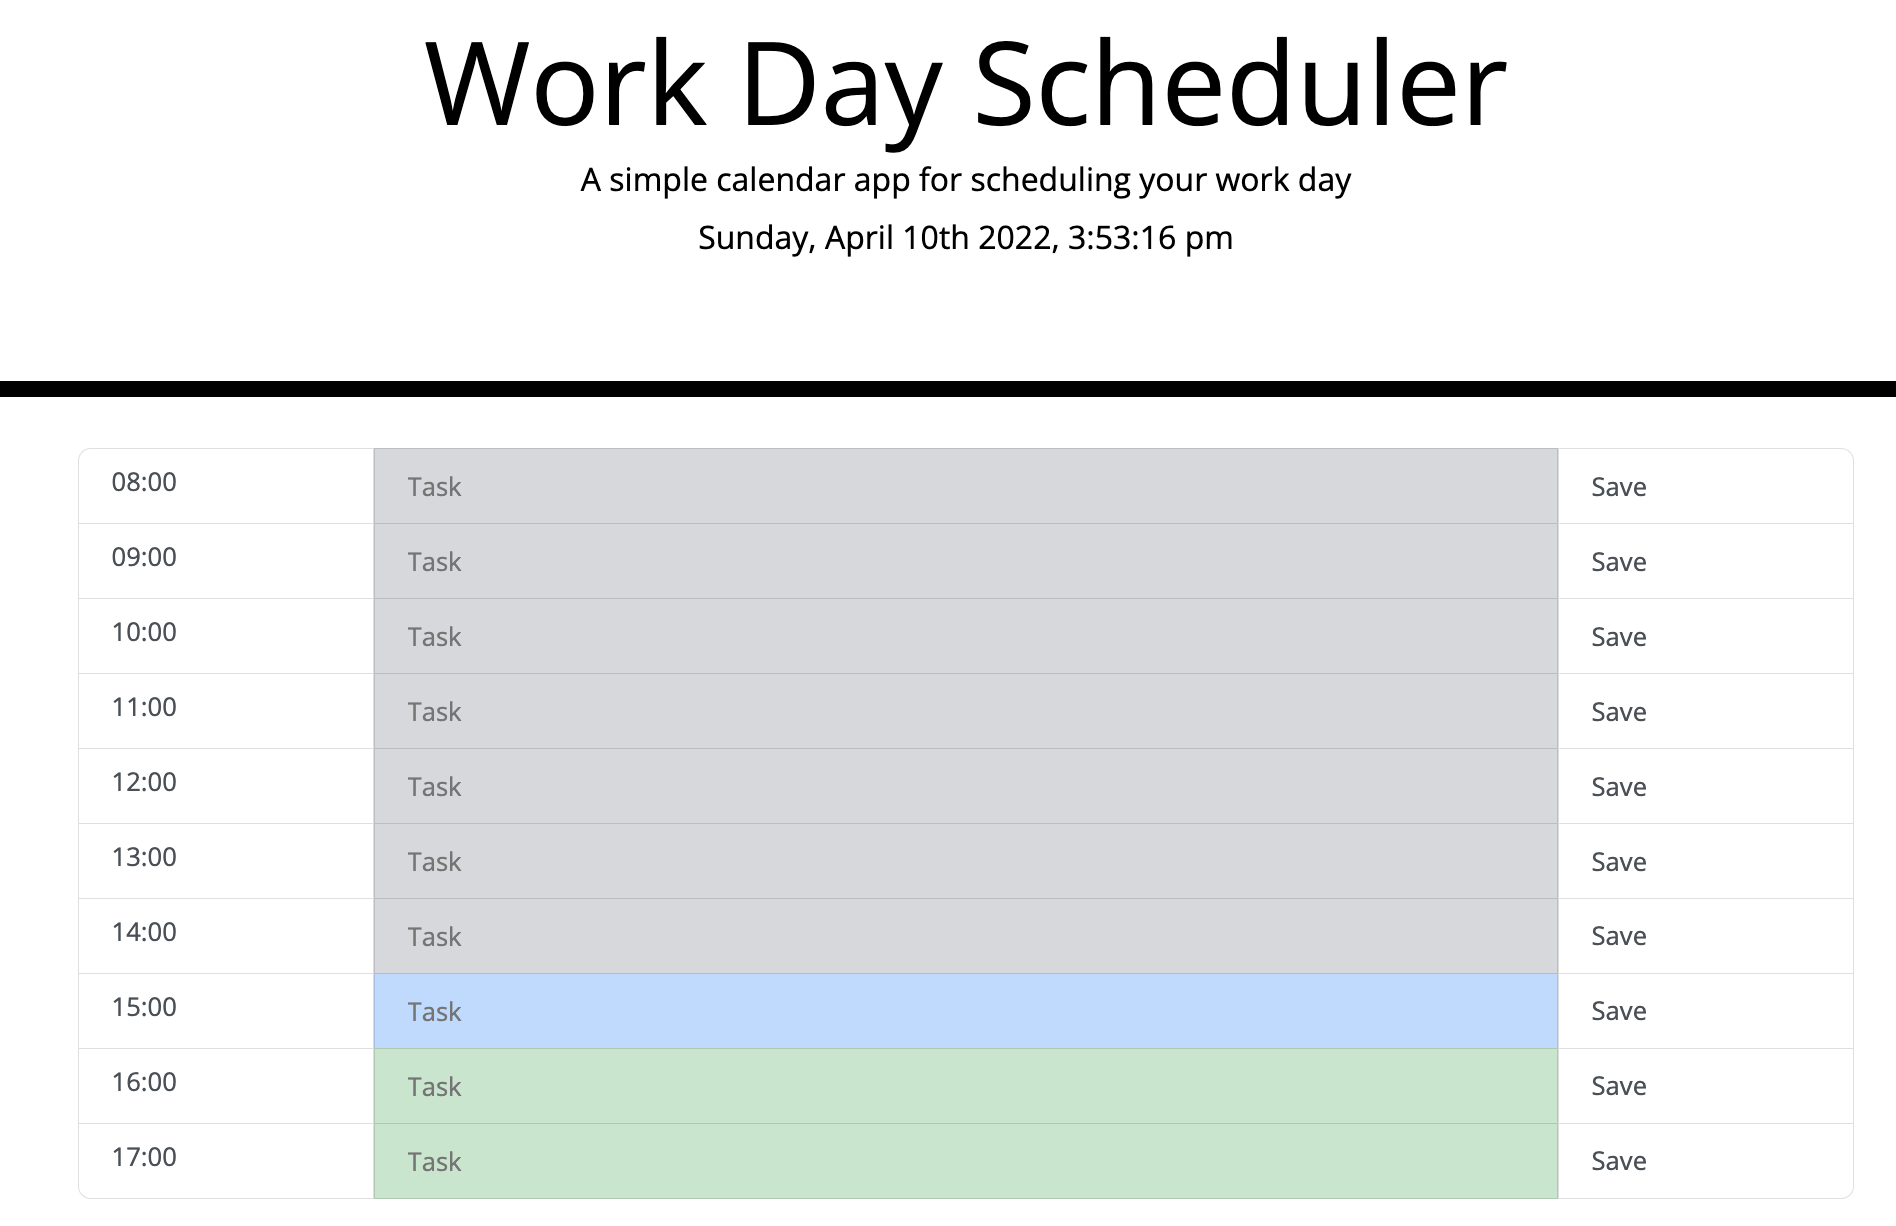 Work Day Scheduler
A simple calendar app for scheduling your work day
Sunday, April 10th 2022, 3:53:16 pm
08:00 Task Save
09:00 Task Save
10:00 Task Save
11:00 Task Save
12:00 Task Save
13:00 Task Save
14:00 Task Save
15:00 Task Save
16:00 Task Save
17:00 Task Save